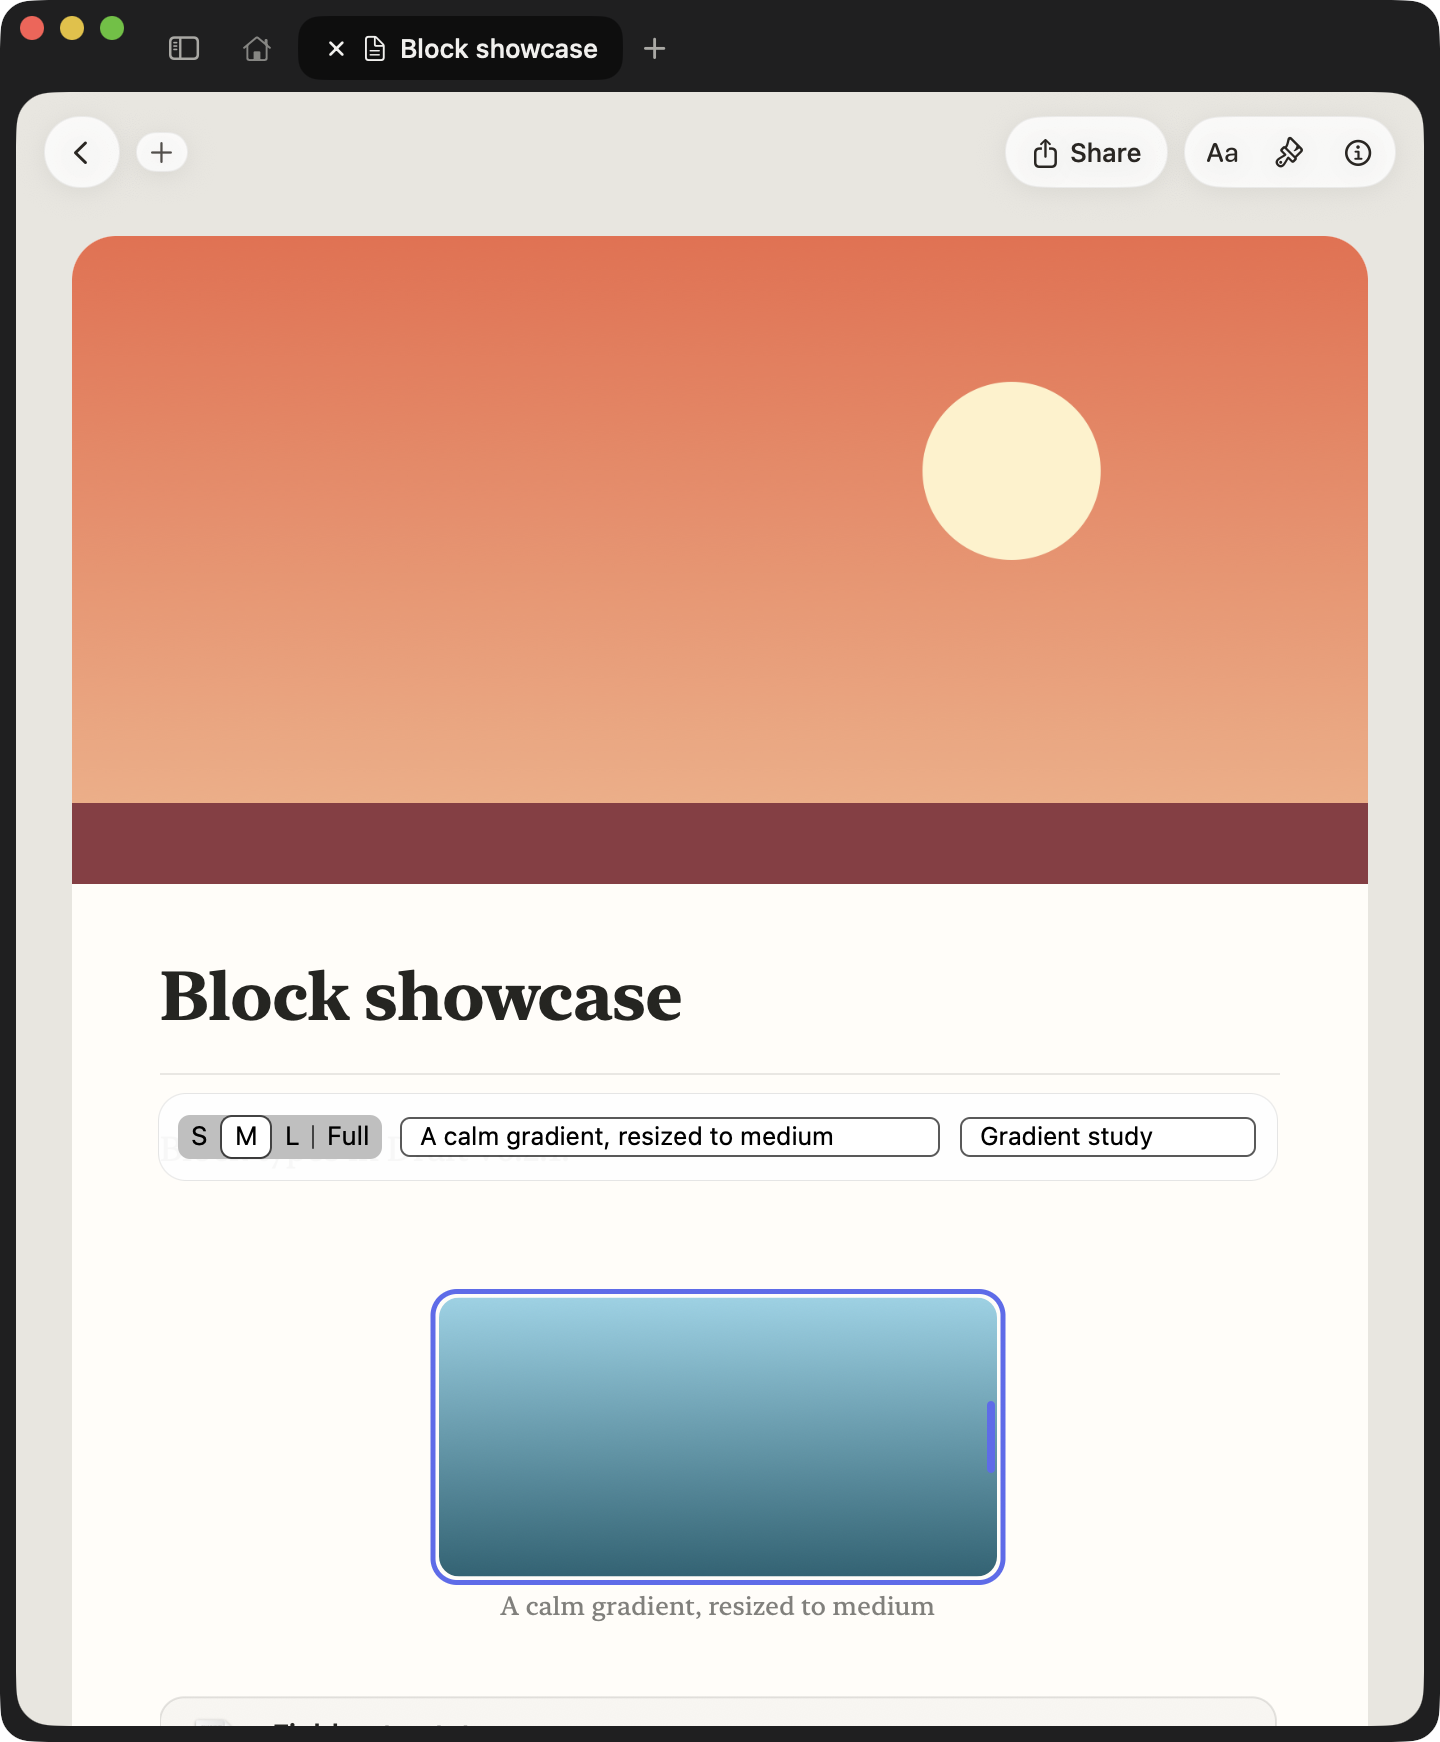 Block showcase
Share
Aa
Block showcase
S M L Full
A calm gradient, resized to medium
Gradient study
A calm gradient, resized to medium